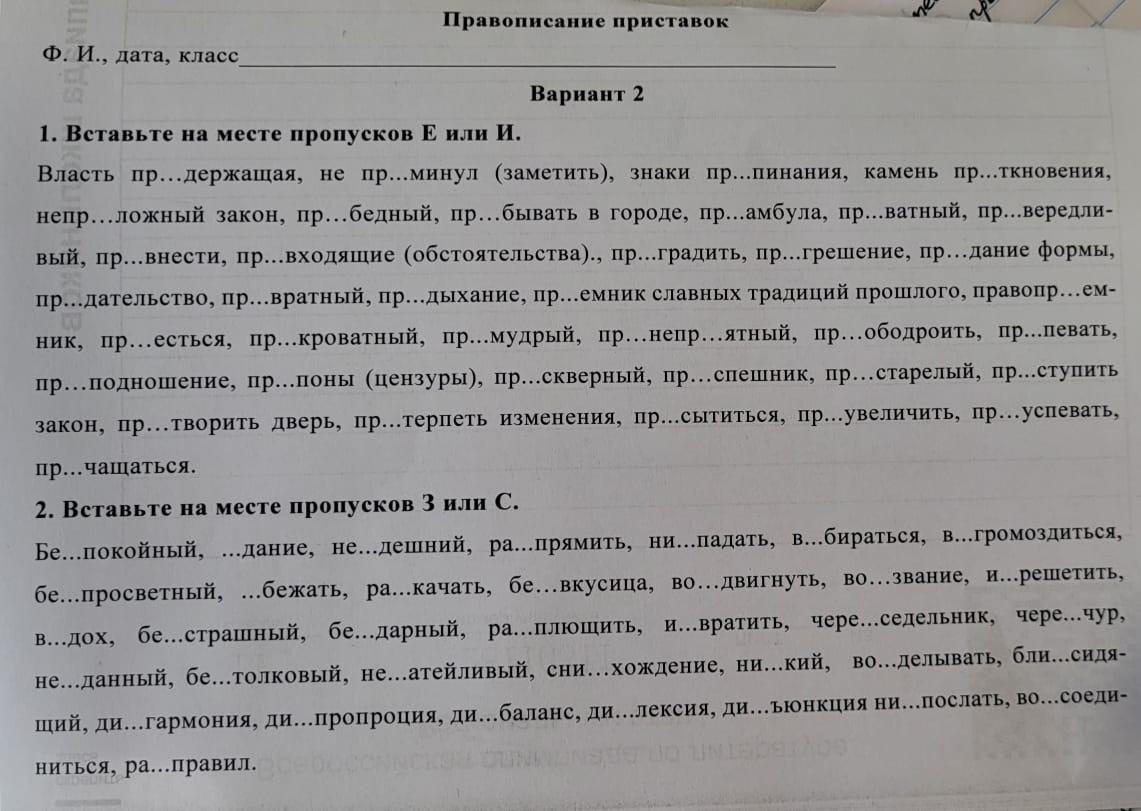 Правописание приставок
Ф. И., дата, класс
Вариант 2
1. Вставьте на месте пропусков Е или И.
Власть пр…держащая, не пр…минул (заметить), знаки пр…пинания, камень пр…ткновения,
непр…ложный закон, пр…бедный, пр…бывать в городе, пр…амбула, пр…ватный, пр…вередли-
вый, пр…внести, пр…входящие (обстоятельства)., пр…градить, пр…грешение, пр…дание формы,
пр…дательство, пр…вратный, пр…дыхание, пр…емник славных традиций прошлого, правопр…ем-
ник, пр…есться, пр…кроватный, пр…мудрый, пр…непр…ятный, пр…ободроить, пр…певать,
пр…подношение, пр…поны (цензуры), пр…скверный, пр…спешник, пр…старелый, пр…ступить
закон, пр…творить дверь, пр…терпеть изменения, пр…сытиться, пр…увеличить, пр…успевать,
пр…чащаться.
2. Вставьте на месте пропусков З или С.
Бе…покойный, …дание, не…дешний, ра…прямить, ни…падать, в…бираться, в…громоздиться,
бе…просветный, …бежать, ра…качать, бе…вкусица, во…двигнуть, во…звание, и…решетить,
в…дох, бе…страшный, бе…дарный, ра…плющить, и…вратить, чере…седельник, чере…чур,
не…данный, бе…толковый, не…атейливый, сни…хождение, ни…кий, во…делывать, бли…сидя-
щий, ди…гармония, ди…пропроция, ди…баланс, ди…лексия, ди…ъюнкция ни…послать, во…соеди-
ниться, ра…правил.